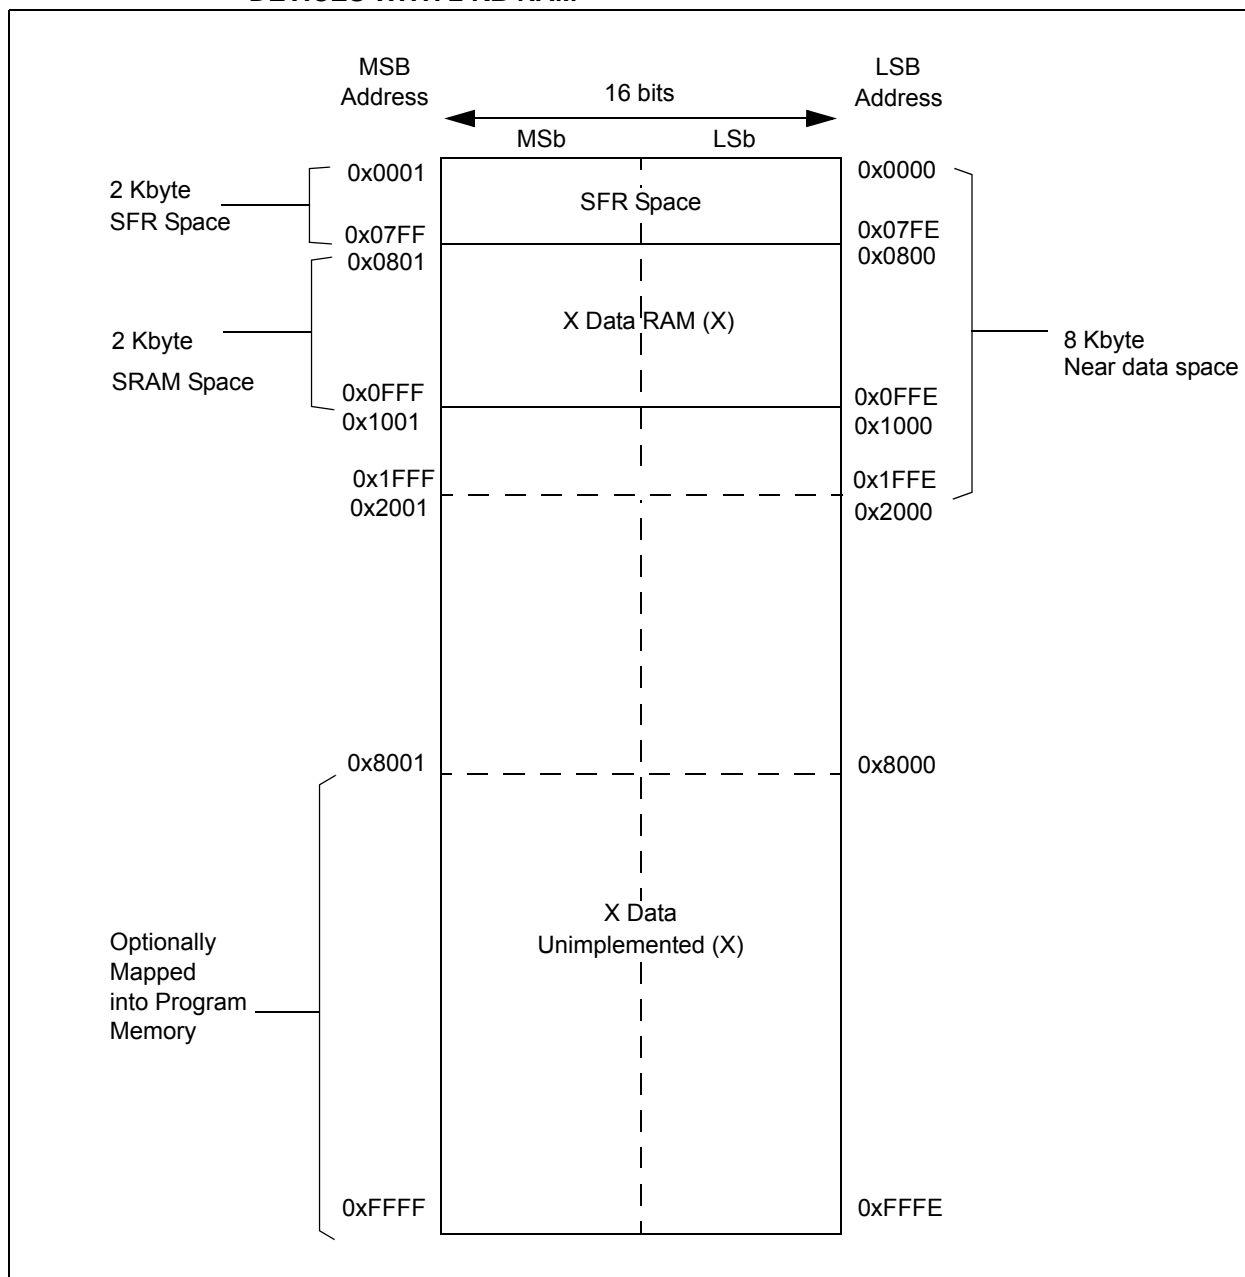 MSB
Address
LSB
Address
16 bits
MSb
LSb
0x0001
0x0000
2 Kbyte
SFR Space
SFR Space
0x07FF
0x07FE
0x0801
0x0800
X Data RAM (X)
2 Kbyte
SRAM Space
8 Kbyte
Near data space
0x0FFF
0x0FFE
0x1001
0x1000
0x1FFF
0x1FFE
0x2001
0x2000
0x8001
0x8000
X Data
Unimplemented (X)
Optionally
Mapped
into Program
Memory
0xFFFF
0xFFFE